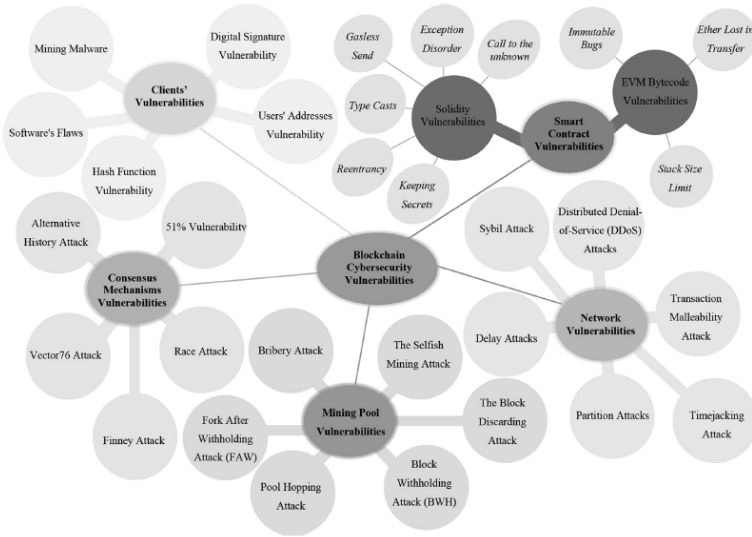 Mining Malware
Digital Signature
Vulnerability
Clients'
Vulnerabilities
Software's Flaws
Users' Addresses
Vulnerability
Hash Function
Vulnerability
Gasless
Send
Exception
Disorder
Call to the
unknown
Type Casts
Solidity
Vulnerabilities
Reentrancy
Keeping
Secrets
Smart
Contract
Vulnerabilities
Immutable
Bugs
Ether Lost in
Transfer
EVM Bytecode
Vulnerabilities
Stack Size
Limit
Alternative
History Attack
51% Vulnerability
Consensus
Mechanisms
Vulnerabilities
Vector76 Attack
Race Attack
Finney Attack
Blockchain
Cybersecurity
Vulnerabilities
Sybil Attack
Distributed Denial-
of-Service (DDoS)
Attacks
Network
Vulnerabilities
Transaction
Malleability
Attack
Delay Attacks
Partition Attacks
Timejacking
Attack
Bribery Attack
The Selfish
Mining Attack
Mining Pool
Vulnerabilities
The Block
Discarding
Attack
Fork After
Withholding
Attack (FAW)
Pool Hopping
Attack
Block
Withholding
Attack (BWH)